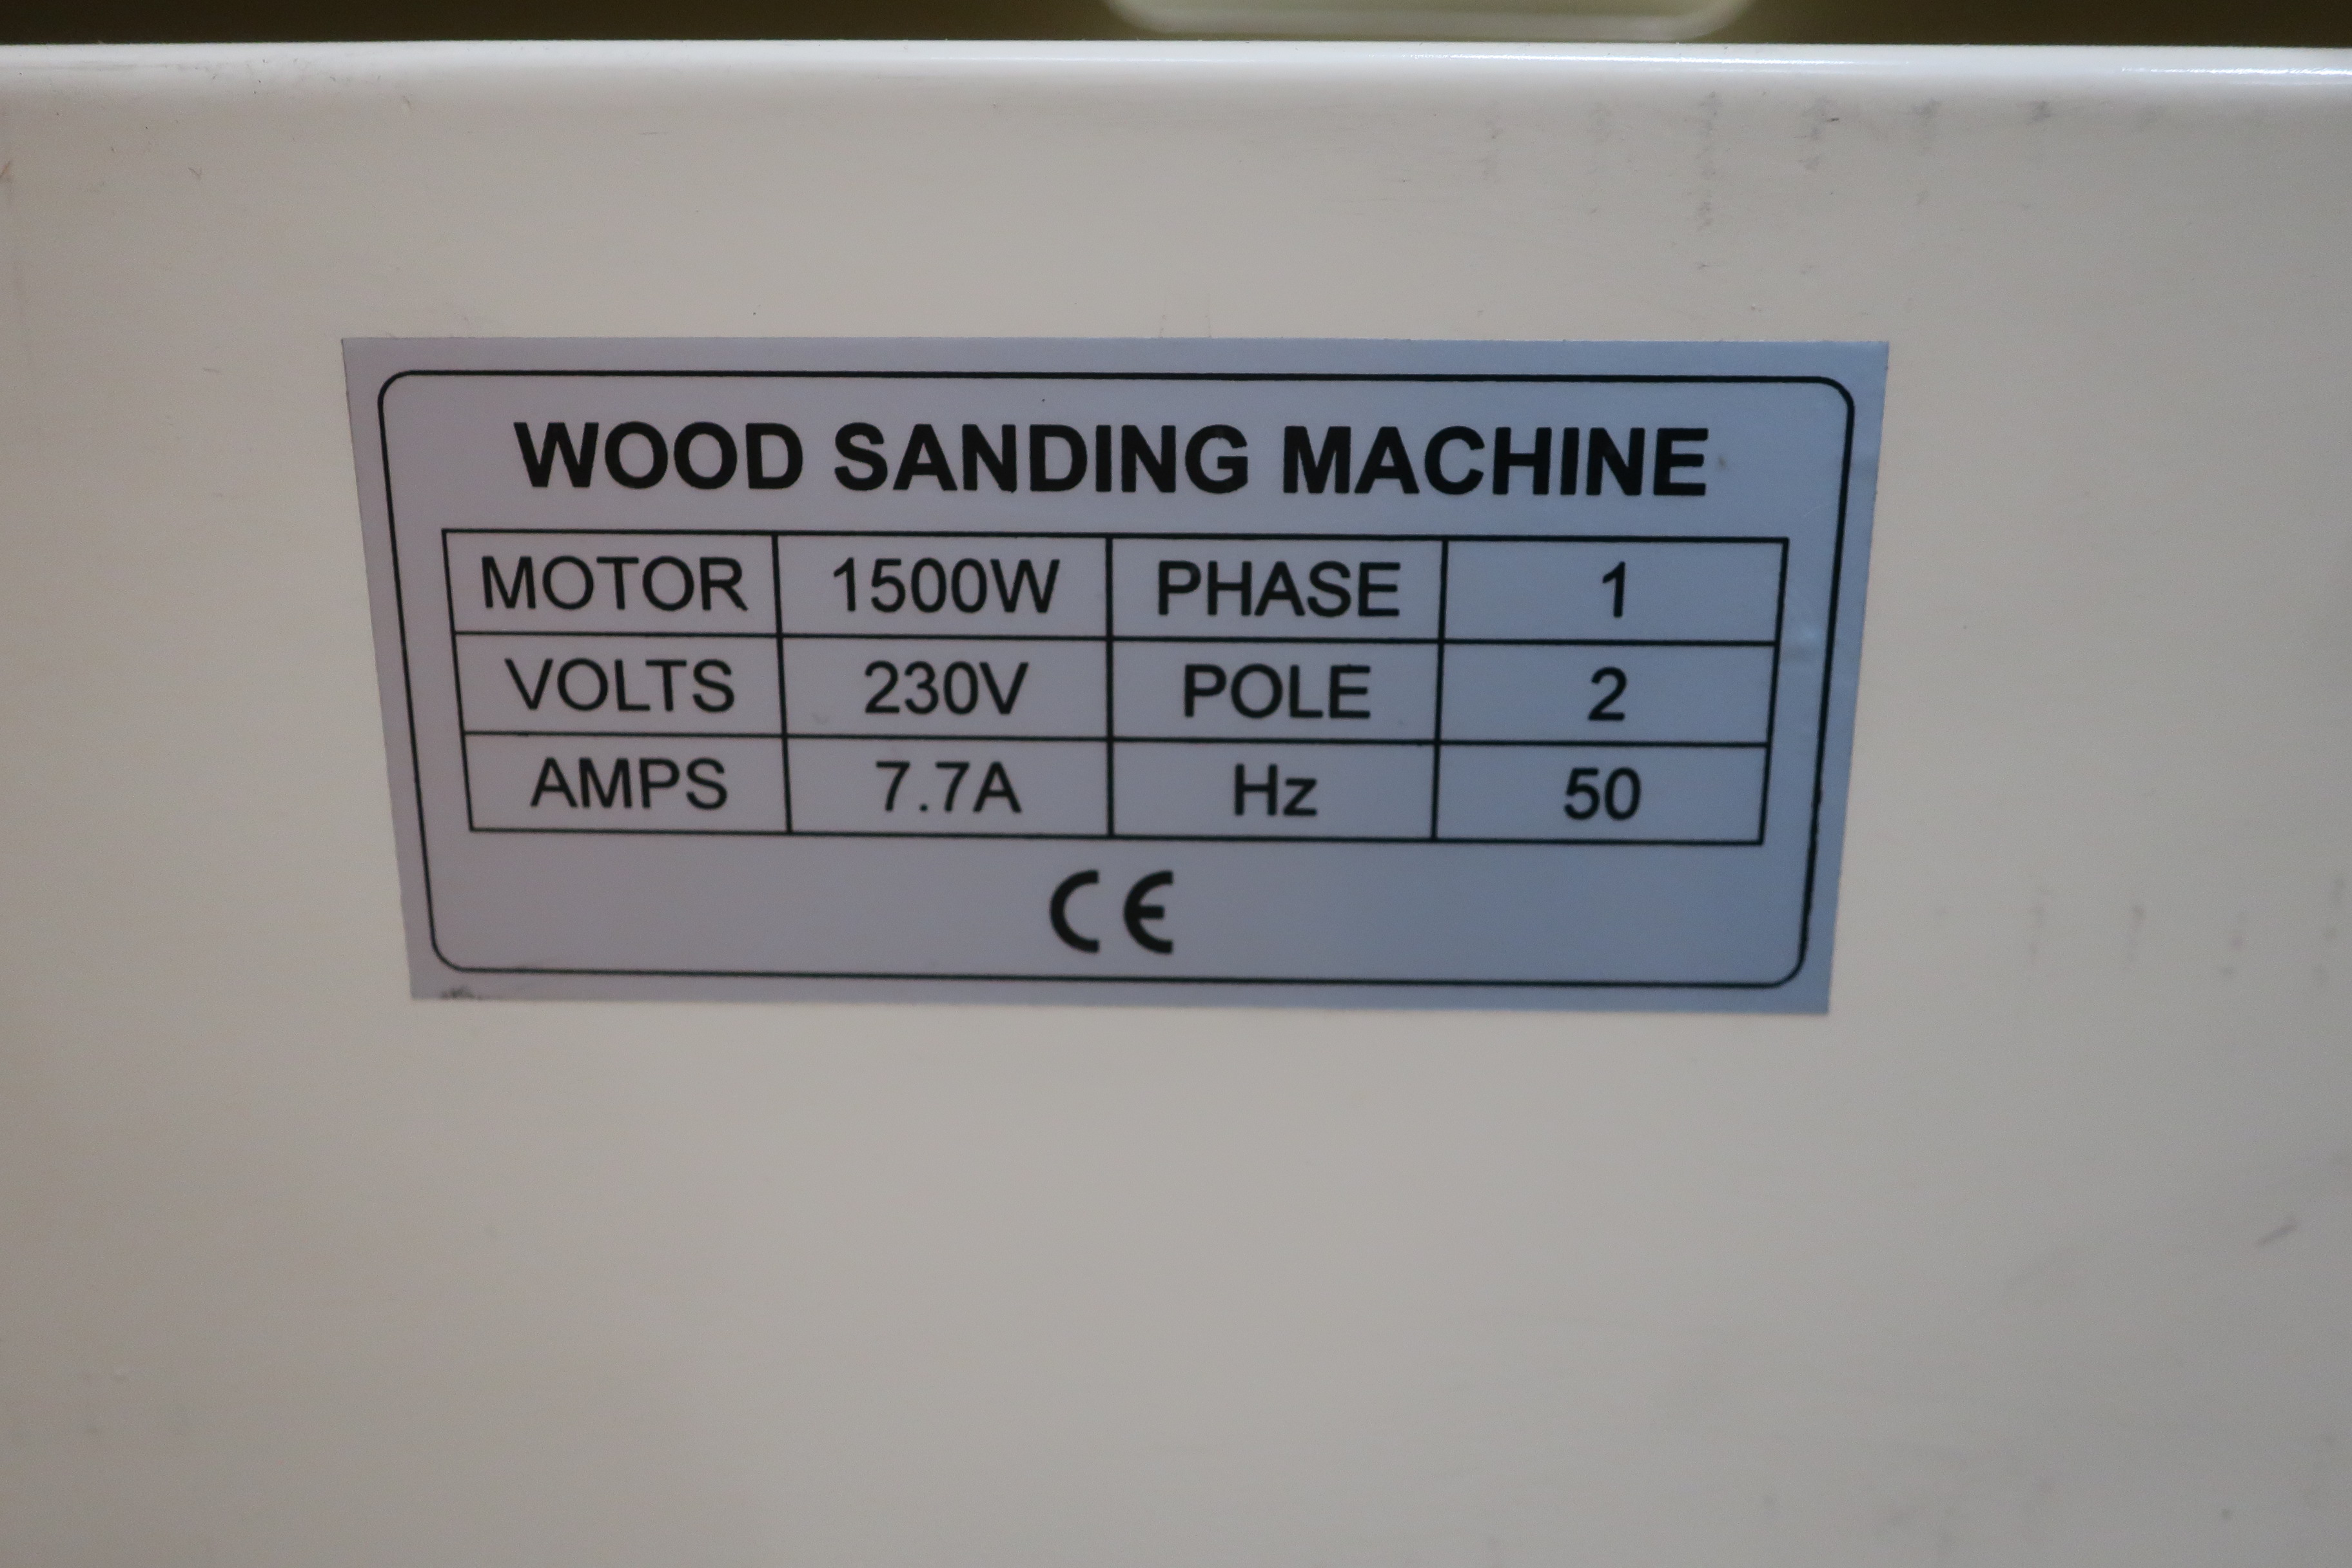 WOOD SANDING MACHINE
MOTOR 1500W PHASE 1
VOLTS 230V POLE 2
AMPS 7.7A Hz 50
CE